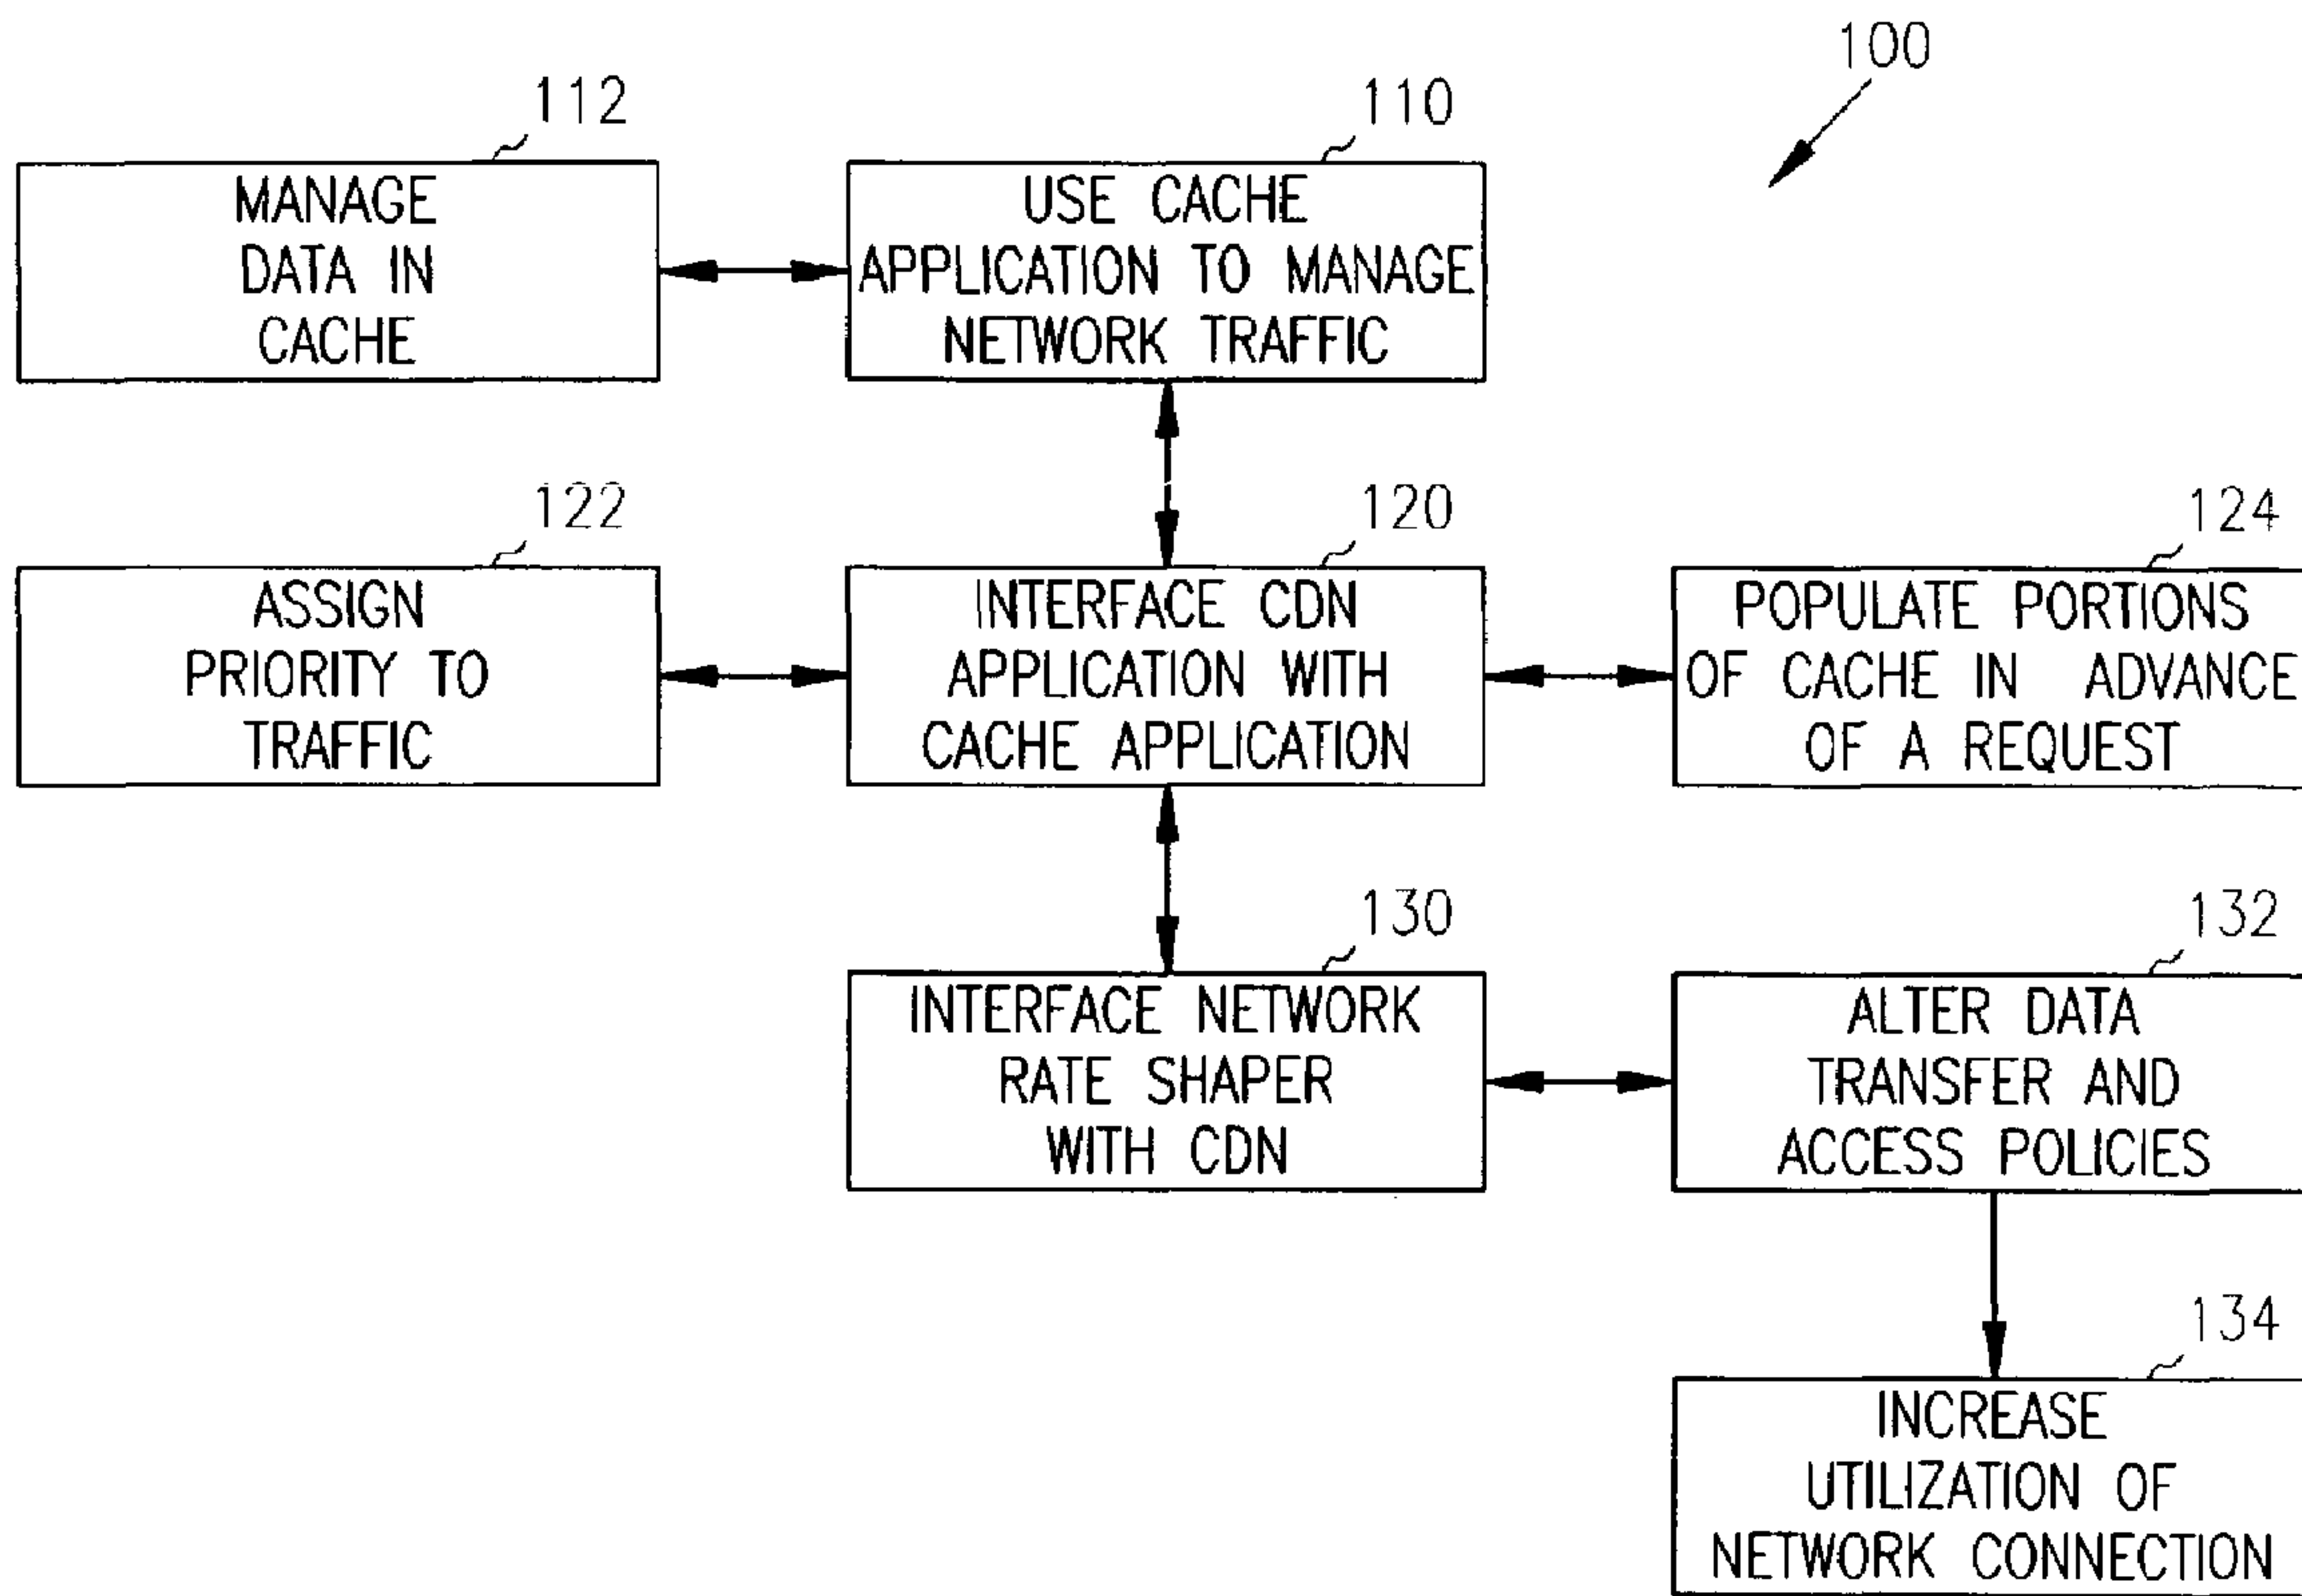 100
112
MANAGE
DATA IN
CACHE
110
USE CACHE
APPLICATION TO MANAGE
NETWORK TRAFFIC
122
ASSIGN
PRIORITY TO
TRAFFIC
120
INTERFACE CDN
APPLICATION WITH
CACHE APPLICATION
124
POPULATE PORTIONS
OF CACHE IN ADVANCE
OF A REQUEST
130
INTERFACE NETWORK
RATE SHAPER
WITH CDN
132
ALTER DATA
TRANSFER AND
ACCESS POLICIES
134
INCREASE
UTILIZATION OF
NETWORK CONNECTION